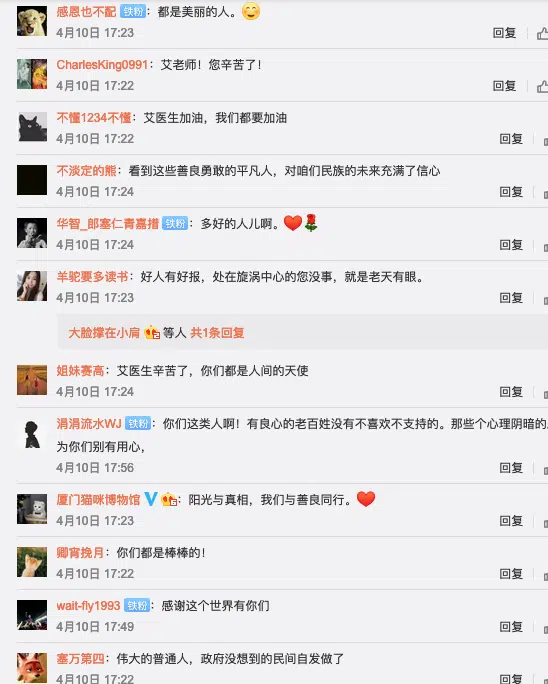 感恩也不配 铁粉：都是美丽的人。
4月10日 17:23 回复
CharlesKing0991：艾老师！您辛苦了！
4月10日 17:22 回复
不懂1234不懂：艾医生加油，我们都要加油
4月10日 17:22 回复
不淡定的熊：看到这些善良勇敢的平凡人，对咱们民族的未来充满了信心
4月10日 17:24 回复
华智_郎塞仁青嘉措 铁粉：多好的人儿啊。
4月10日 17:24 回复
羊驼要多读书：好人有好报，处在旋涡中心的您没事，就是老天有眼。
4月10日 17:23 回复
大脸撑在小肩 等人 共1条回复
姐妹赛高：艾医生辛苦了，你们都是人间的天使
4月10日 17:24 回复
涓涓流水WJ 铁粉：你们这类人啊！有良心的老百姓没有不喜欢不支持的。那些个心理阴暗的
为你们别有用心，
4月10日 17:56 回复
厦门猫咪博物馆：阳光与真相，我们与善良同行。
4月10日 17:23 回复
卿宵挽月：你们都是棒棒的！
4月10日 17:22 回复
wait-fly1993 铁粉：感谢这个世界有你们
4月10日 17:49 回复
塞万第四：伟大的普通人，政府没想到的民间自发做了
4月10日 17:22 回复